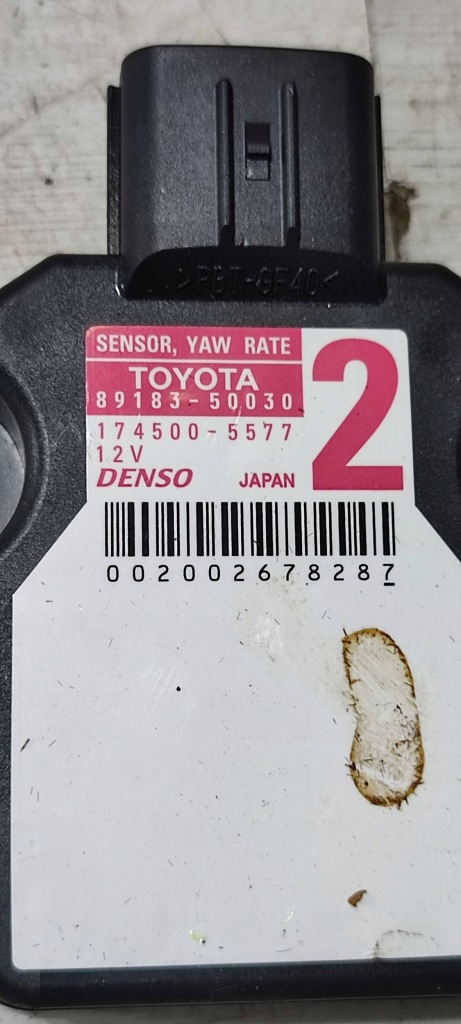 >PBT-GF40<
SENSOR, YAW RATE
2
TOYOTA
89183-50030
174500-5577
12V
DENSO JAPAN
002002678287